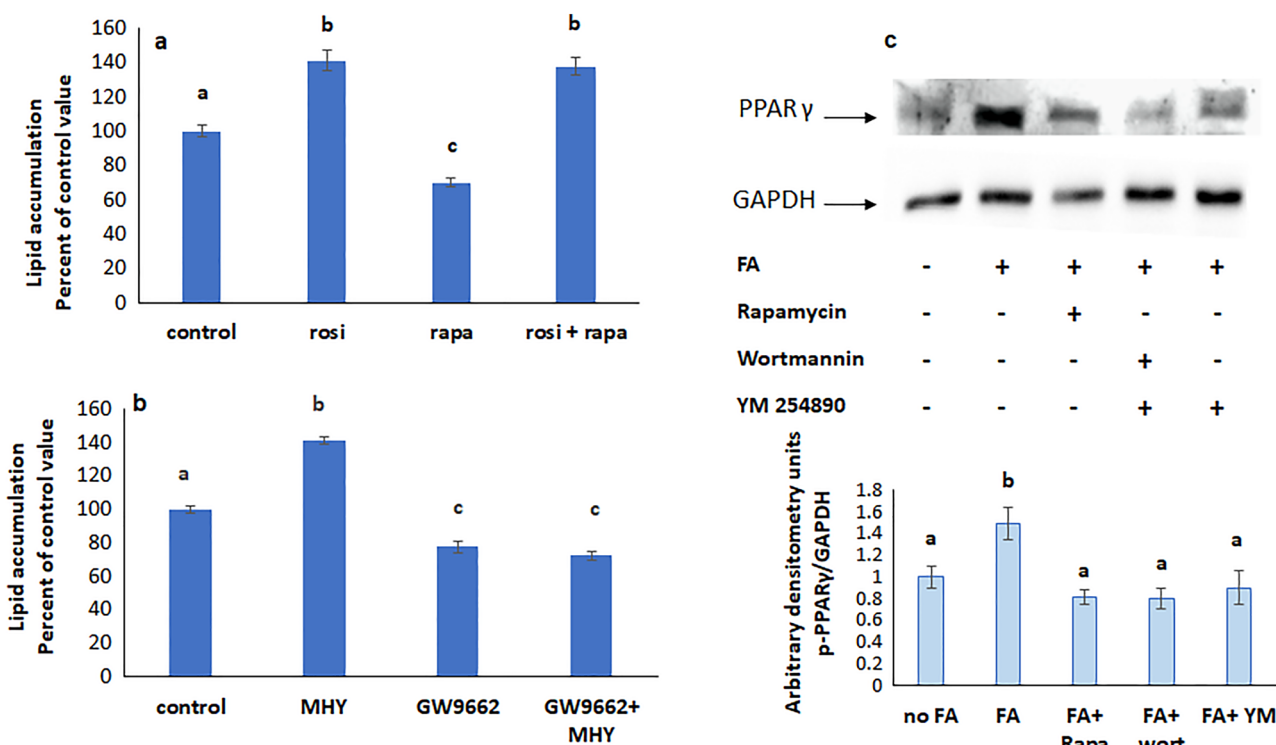 a
Lipid accumulation
Percent of control value
160
140
120
100
80
60
40
20
0
a
b
c
b
control rosi rapa rosi + rapa
b
Lipid accumulation
Percent of control value
160
140
120
100
80
60
40
20
0
a
b
c
c
control MHY GW9662 GW9662+
MHY
c
PPAR γ
GAPDH
FA - + + + +
Rapamycin - - + - -
Wortmannin - - - + -
YM 254890 - - - + +
Arbitrary densitometry units
p-PPARγ/GAPDH
1.8
1.6
1.4
1.2
1
0.8
0.6
0.4
0.2
0
a
b
a
a
a
no FA FA FA+ FA+ FA+ YM
Rapa wort